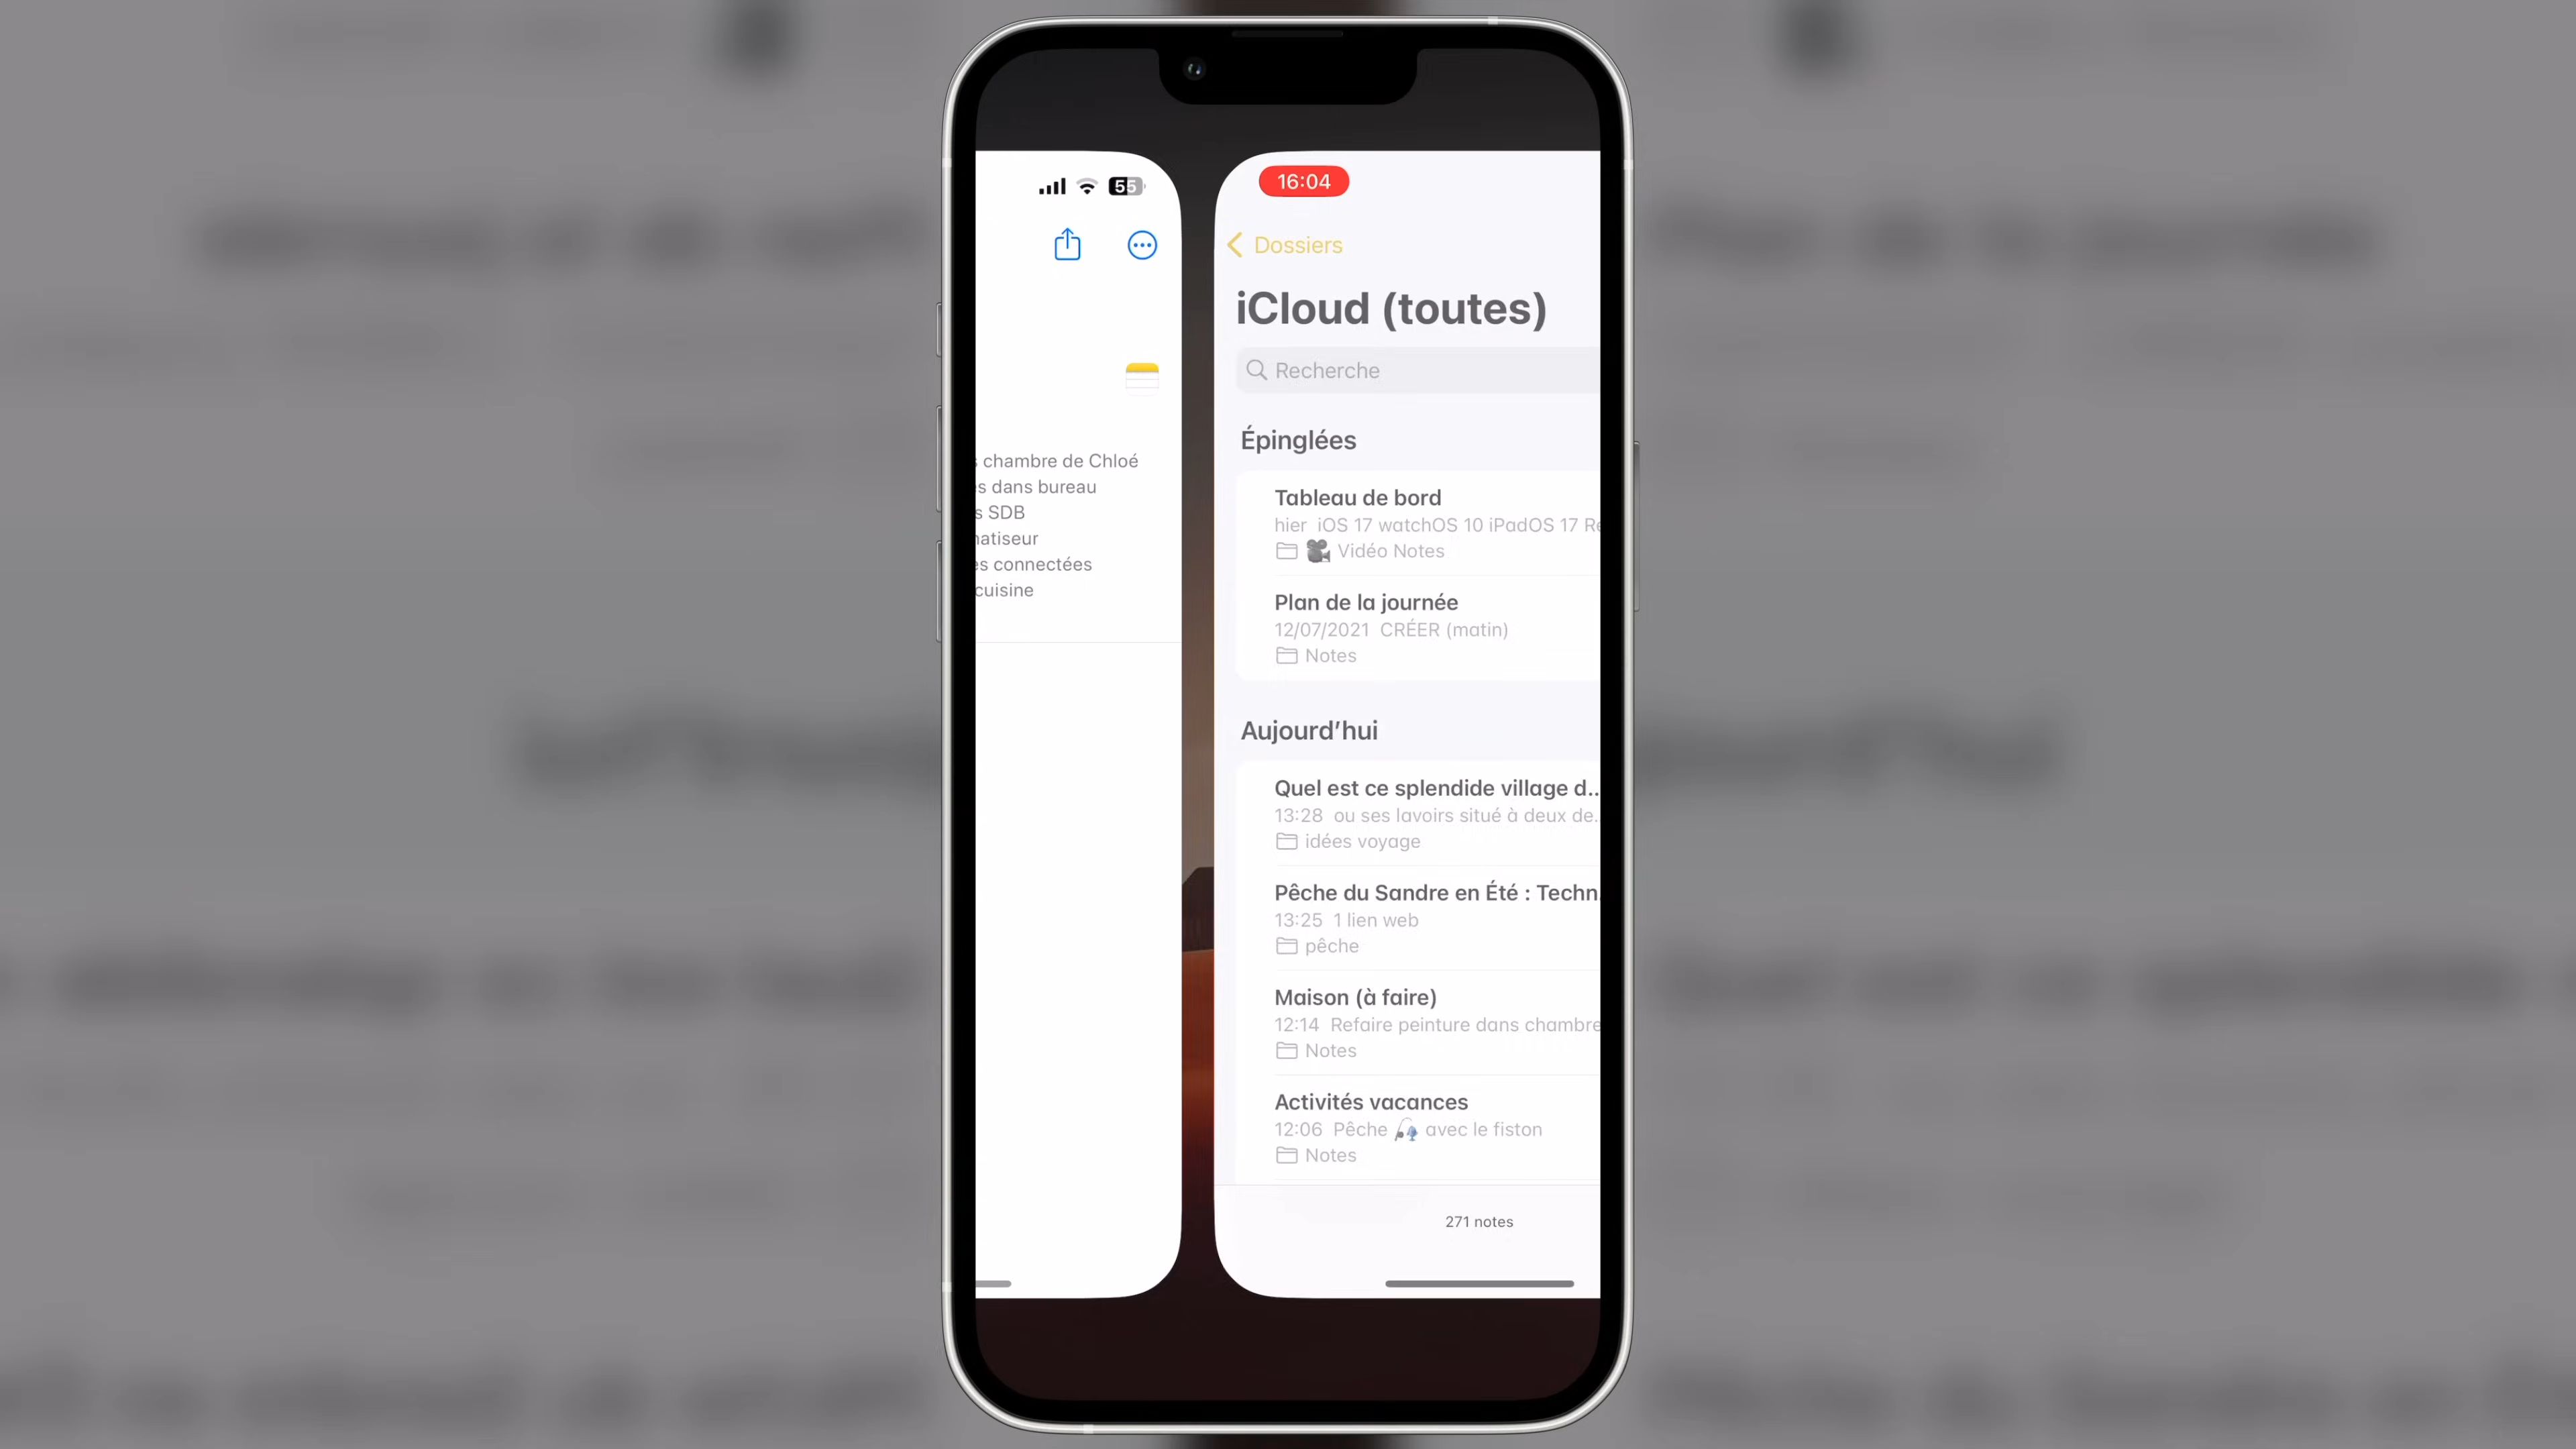 55
chambre de Chloé
dans bureau
SDB
connectées
cuisine
16:04
Dossiers
iCloud (toutes)
Recherche
Épinglées
Tableau de bord
hier iOS 17 watchOS 10 iPadOS 17
Vidéo Notes
Plan de la journée
12/07/2021 CRÉER (matin)
Notes
Aujourd’hui
Quel est ce splendide village d..
13:28 ou ses lavoirs situé à deux de.
idées voyage
Pêche du Sandre en Été : Techn.
13:25 1 lien web
pêche
Maison (à faire)
12:14 Refaire peinture dans chambre
Notes
Activités vacances
12:06 Pêche 🎣 avec le fiston
Notes
271 notes